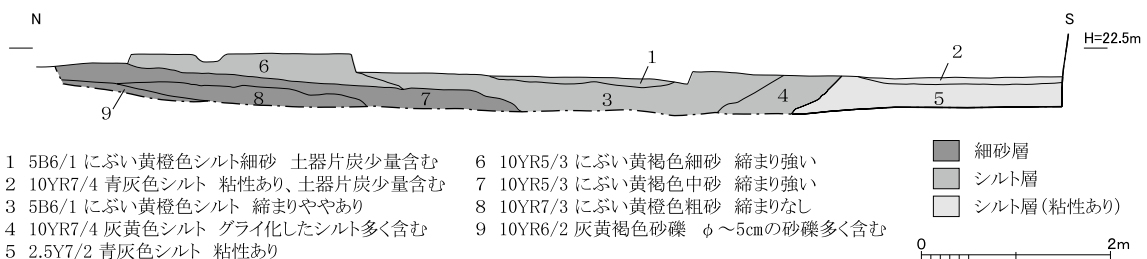 N
S
H=22.5m
1
2
6
9
8
7
3
4
5
1 5B6/1 にぶい黄橙色シルト細砂 土器片炭少量含む
2 10YR7/4 青灰色シルト 粘性あり、土器片炭少量含む
3 5B6/1 にぶい黄橙色シルト 締まりややあり
4 10YR7/4 灰黄色シルト グライ化したシルト多く含む
5 2.5Y7/2 青灰色シルト 粘性あり
6 10YR5/3 にぶい黄褐色細砂 締まり強い
7 10YR5/3 にぶい黄褐色中砂 締まり強い
8 10YR7/3 にぶい黄橙色粗砂 締まりなし
9 10YR6/2 灰黄褐色砂礫 φ～5cmの砂礫多く含む
細砂層
シルト層
シルト層（粘性あり）
0 2m